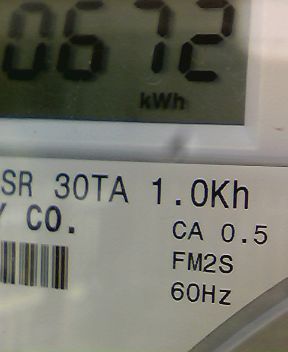 0672
kWh
SR 30TA 1.0Kh
Y CO.
CA 0.5
FM2S
60Hz